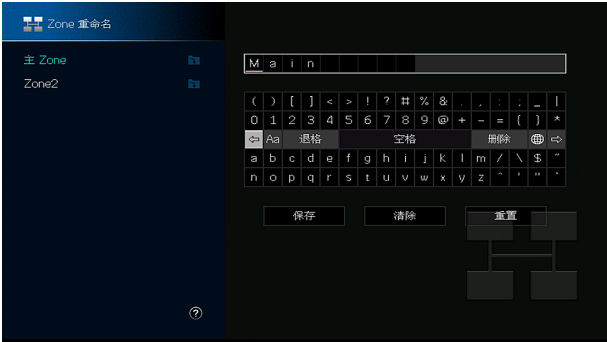 Zone 重命名
主 Zone
Zone2
Main
( ) [ ] < > ! ? # % & . , : ; _ |
0 1 2 3 4 5 6 7 8 9 @ + - = { } *
⇦ Aa 退格 空格 删除 ⇨
a b c d e f g h i j k l m / \ $ ~
n o p q r s t u v w x y z ^ ' " `
保存 清除 重置
?